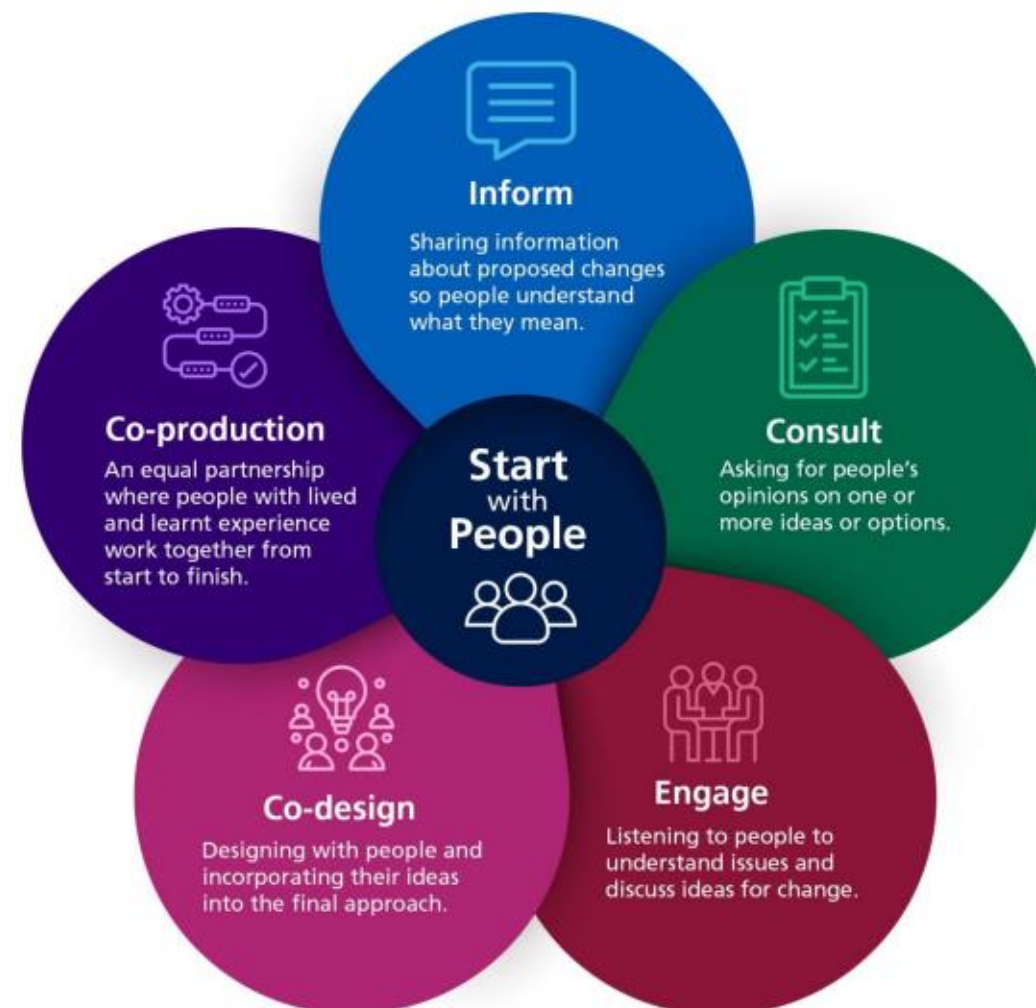 Inform
Sharing information
about proposed changes
so people understand
what they mean.
Consult
Asking for people's
opinions on one or
more ideas or options.
Engage
Listening to people to
understand issues and
discuss ideas for change.
Co-design
Designing with people and
incorporating their ideas
into the final approach.
Co-production
An equal partnership
where people with lived
and learnt experience
work together from
start to finish.
Start
with
People